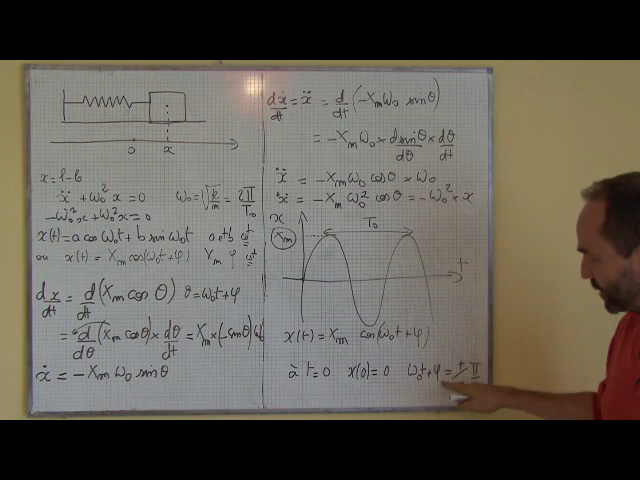 0 x
x = l - l₀
ẍ + ω₀² x = 0 ω₀ = √(k/m) = 2π/T₀
-ω₀² x + ω₀² x = 0
x(t) = a cos ω₀t + b sin ω₀t a et b
ou x(t) = Xm cos(ω₀t + φ) Xm φ
dx/dt = d/dt (Xm cos θ) θ = ω₀t + φ
= d/dθ (Xm cos θ) × dθ/dt = Xm × (-sin θ) ω₀
ẋ = - Xm ω₀ sin θ
dẋ/dt = ẍ = d/dt (-Xm ω₀ sin θ)
= -Xm ω₀ × d sin θ/dθ × dθ/dt
ẍ = -Xm ω₀ cos θ × ω₀
ẍ = -Xm ω₀² cos θ = -ω₀² × x
x
Xm T₀ t
x(t) = Xm cos(ω₀t + φ)
à t = 0 x(0) = 0 ω₀t + φ = ± π